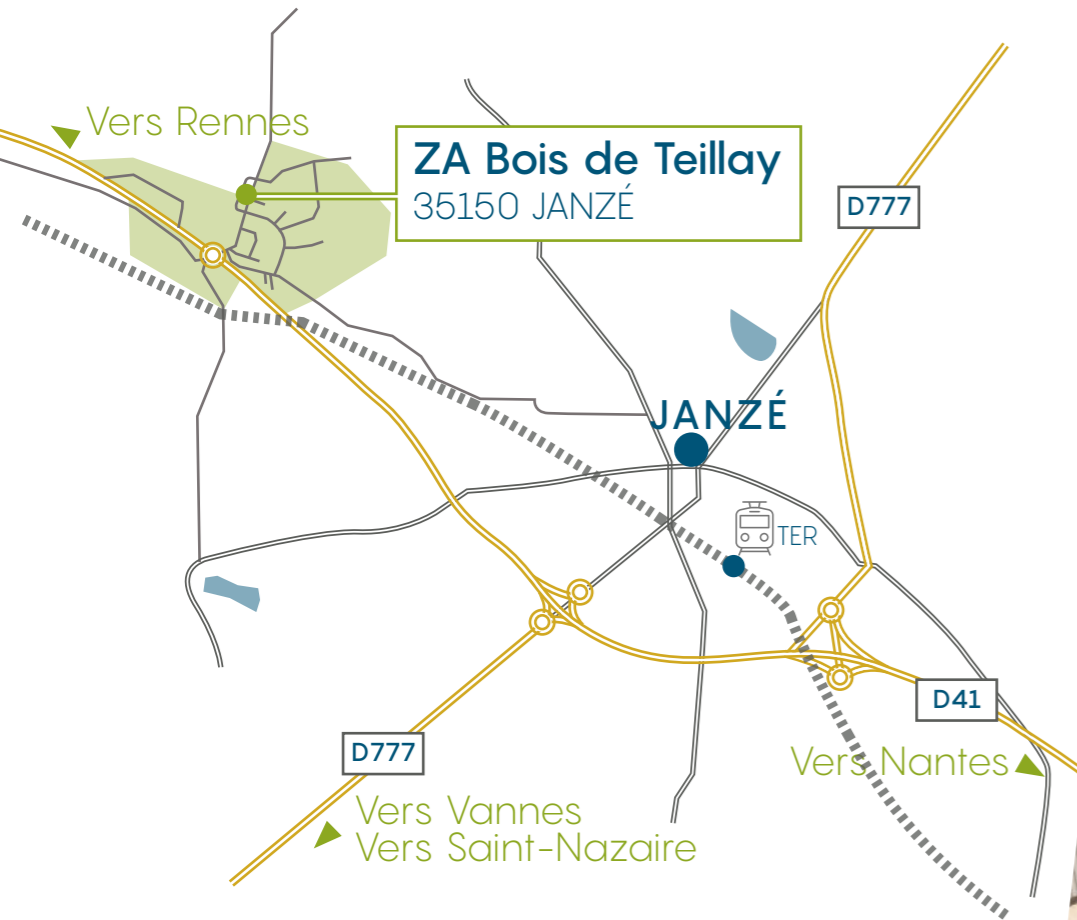 Vers Rennes
ZA Bois de Teillay
35150 JANZÉ
D777
JANZÉ
TER
D41
D777
Vers Nantes
Vers Vannes
Vers Saint-Nazaire